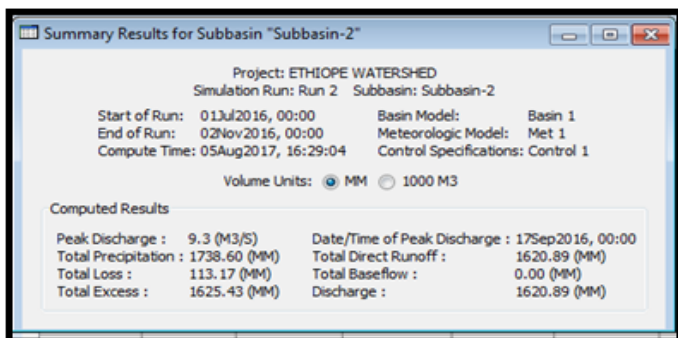 Summary Results for Subbasin "Subbasin-2"
Project: ETHIOPE WATERSHED
Simulation Run: Run 2 Subbasin: Subbasin-2
Start of Run: 01Jul2016, 00:00 Basin Model: Basin 1
End of Run: 02Nov2016, 00:00 Meteorologic Model: Met 1
Compute Time: 05Aug2017, 16:29:04 Control Specifications: Control 1
Volume Units: MM 1000 M3
Computed Results
Peak Discharge : 9.3 (M3/S) Date/Time of Peak Discharge : 17Sep2016, 00:00
Total Precipitation : 1738.60 (MM) Total Direct Runoff : 1620.89 (MM)
Total Loss : 113.17 (MM) Total Baseflow : 0.00 (MM)
Total Excess : 1625.43 (MM) Discharge : 1620.89 (MM)